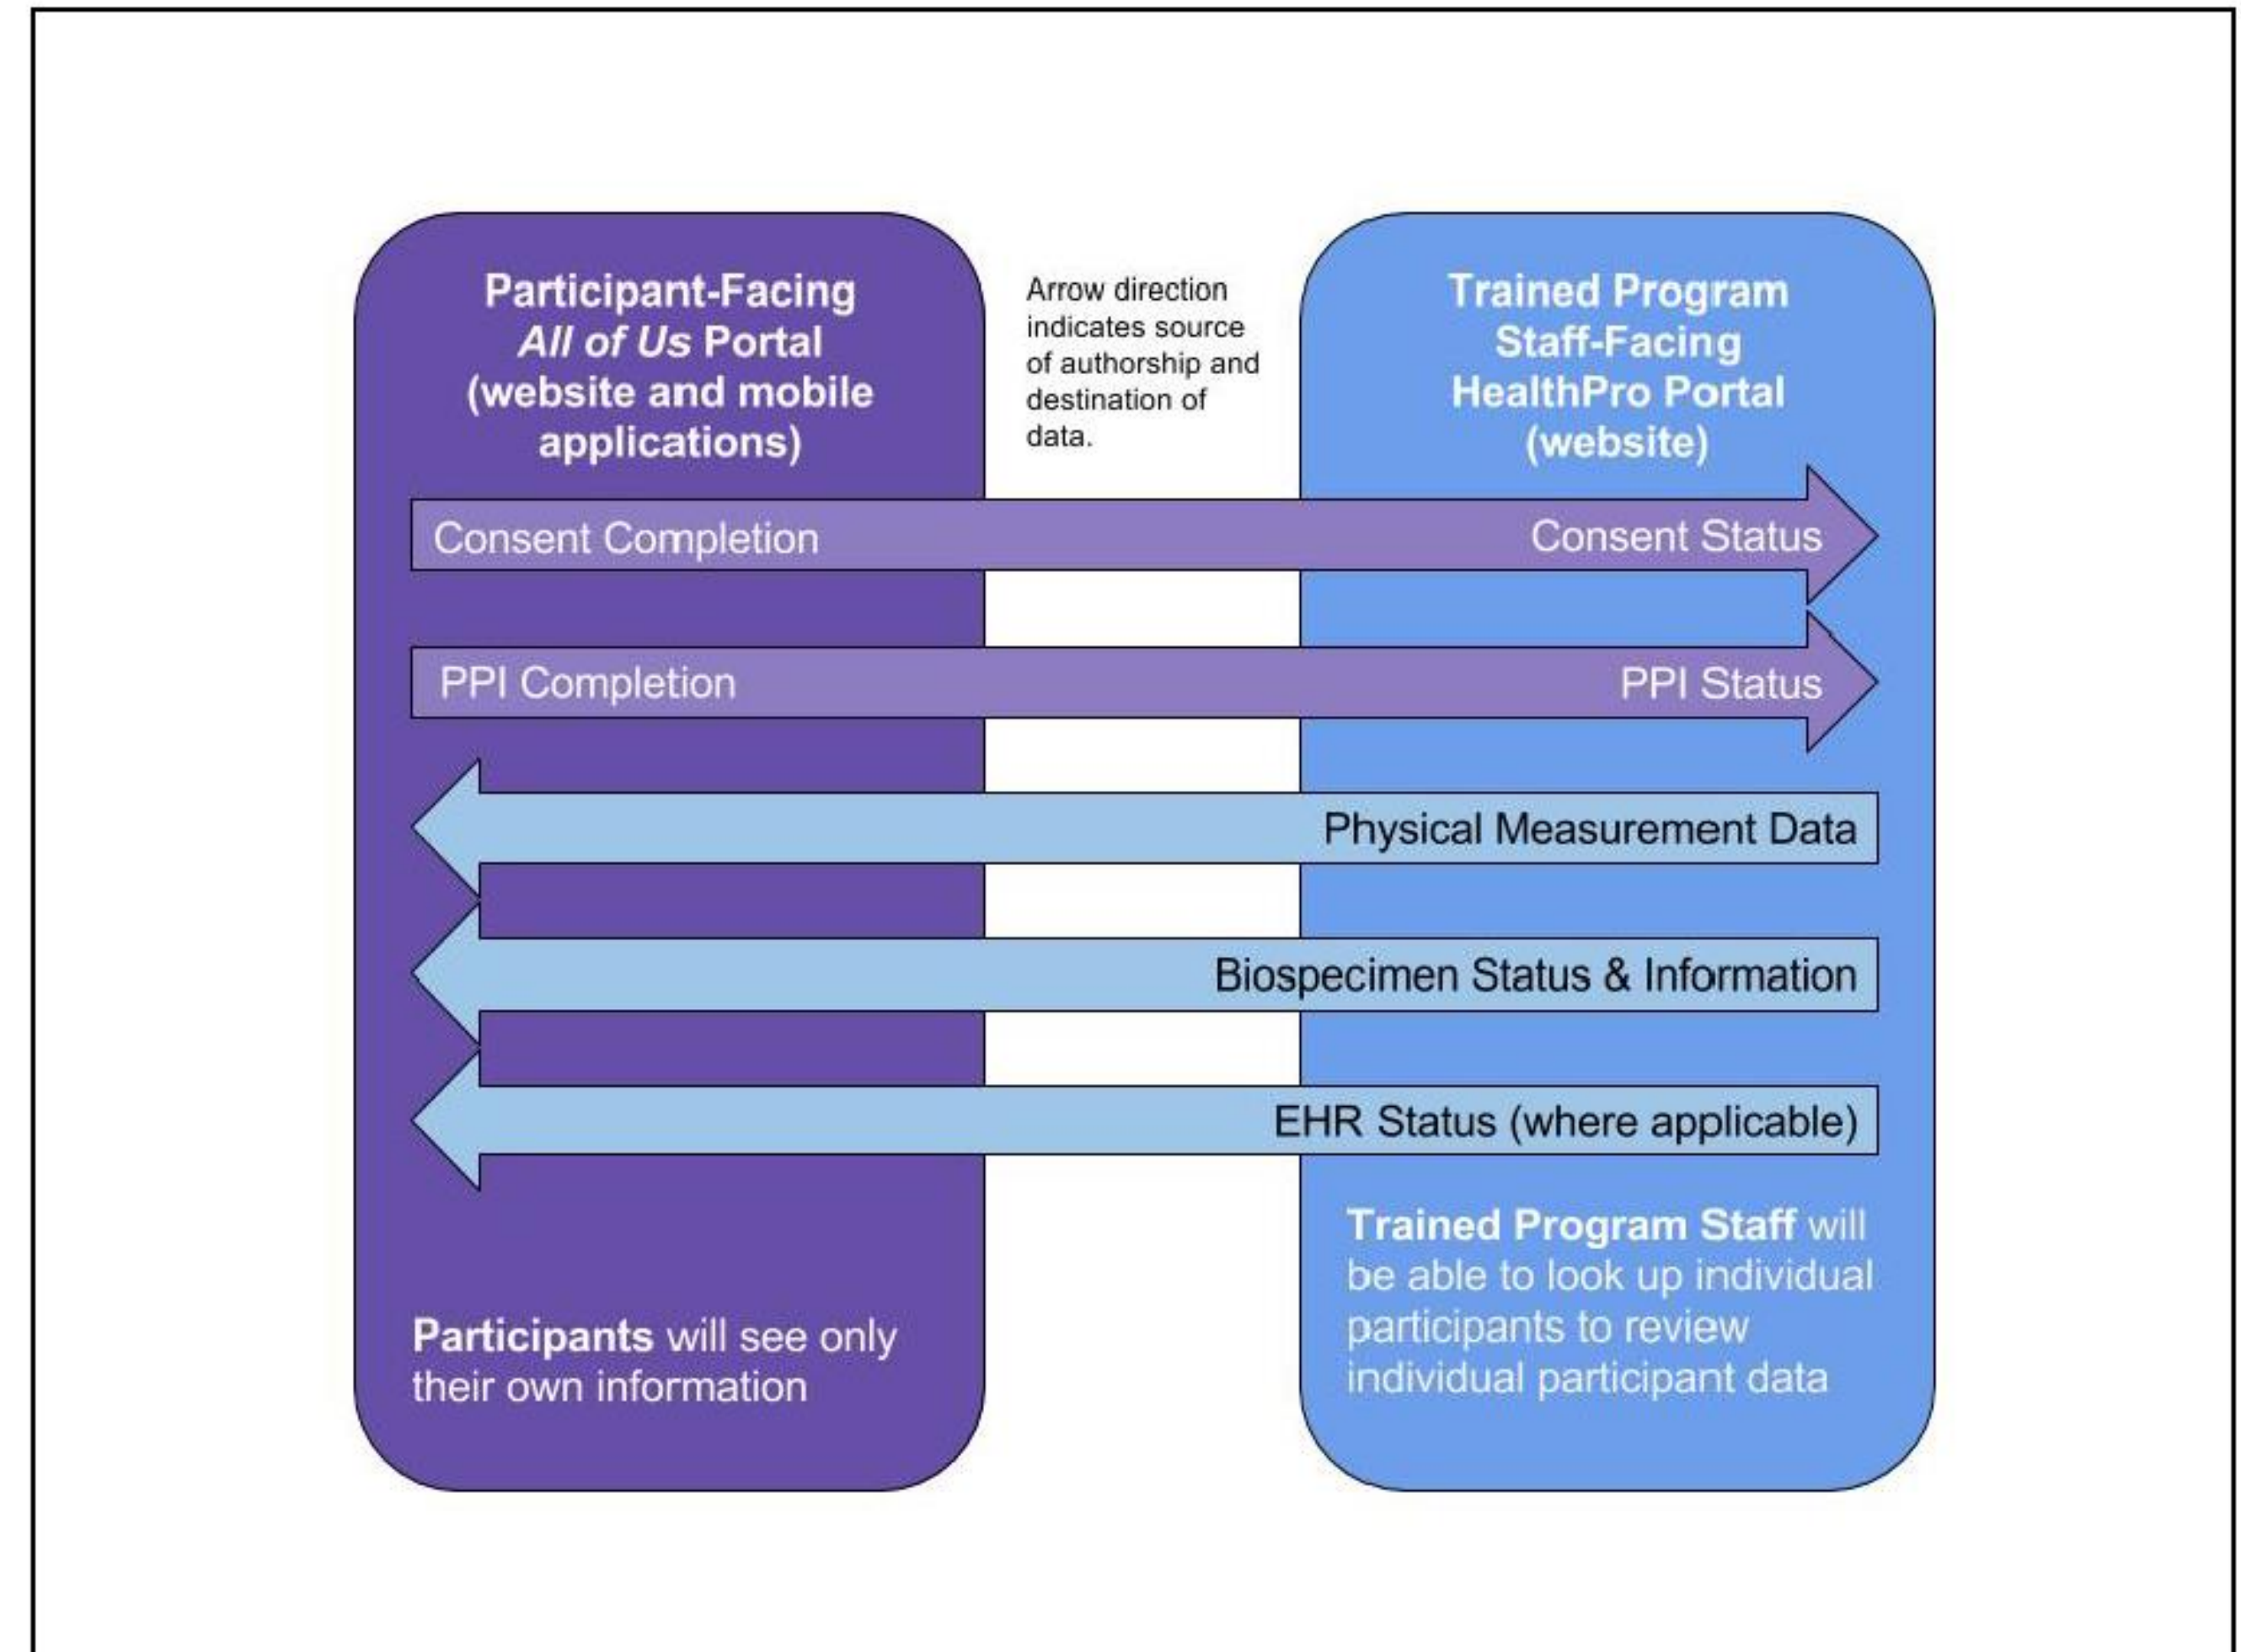 Participant-Facing
All of Us Portal
(website and mobile
applications)
Arrow direction
indicates source
of authorship and
destination of
data.
Trained Program
Staff-Facing
HealthPro Portal
(website)
Consent Completion
Consent Status
PPI Completion
PPI Status
Physical Measurement Data
Biospecimen Status & Information
EHR Status (where applicable)
Participants will see only
their own information
Trained Program Staff will
be able to look up individual
participants to review
individual participant data